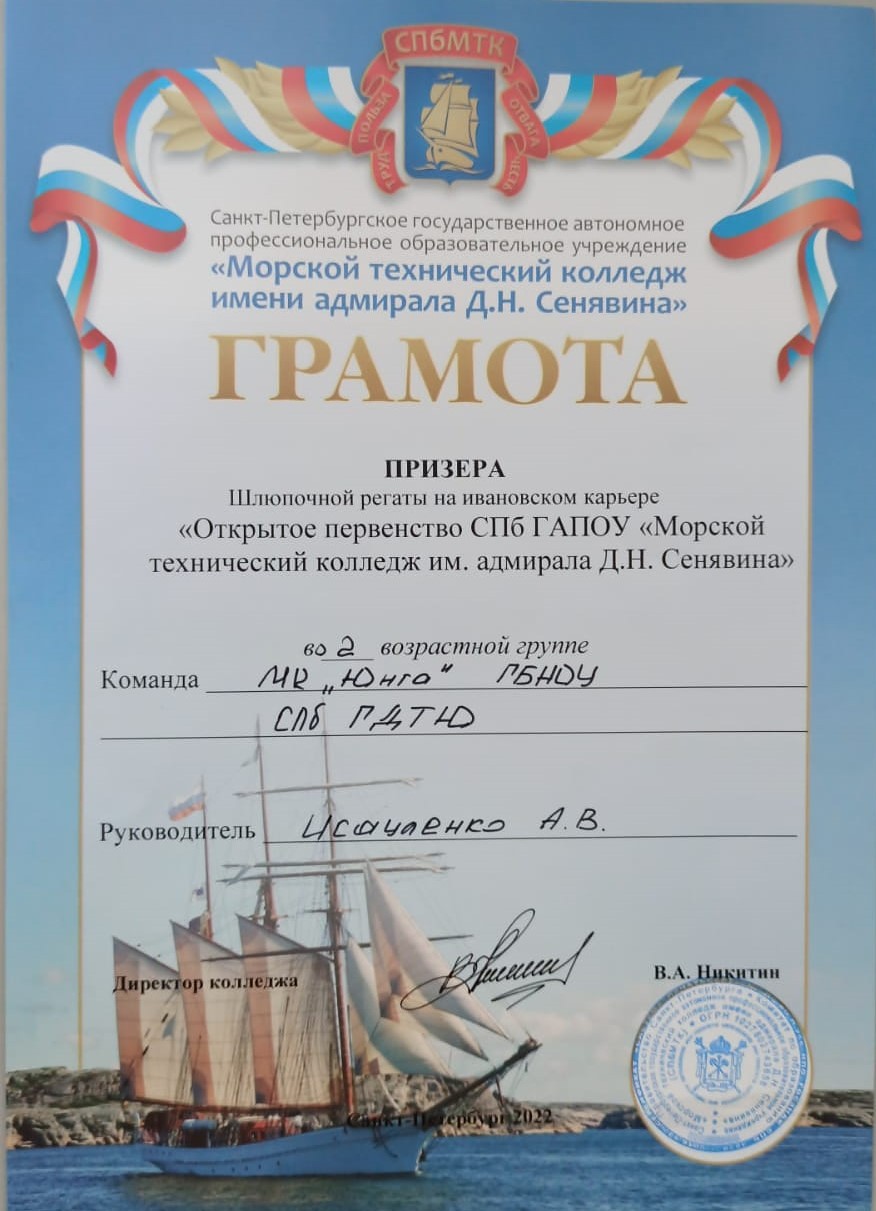 СПбМТК
ПОЛЬЗА
ОТВАГА
ТРУД
ЧЕСТЬ
Санкт-Петербургское государственное автономное
профессиональное образовательное учреждение
«Морской технический колледж
имени адмирала Д.Н. Сенявина»
ГРАМОТА
ПРИЗЕРА
Шлюпочной регаты на ивановском карьере
«Открытое первенство СПб ГАПОУ «Морской
технический колледж им. адмирала Д.Н. Сенявина»
во 2 возрастной группе
Команда МК „Юнга" ГБНОУ
СПб ГДТЮ
Руководитель А.В.
Директор колледжа
В.А. Никитин
Санкт-Петербург 2022